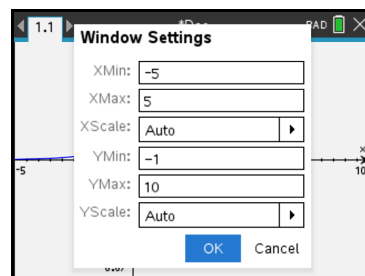 1.1
RAD
Window Settings
XMin: -5
XMax: 5
XScale: Auto
YMin: -1
YMax: 10
YScale: Auto
OK Cancel
x
-5
10